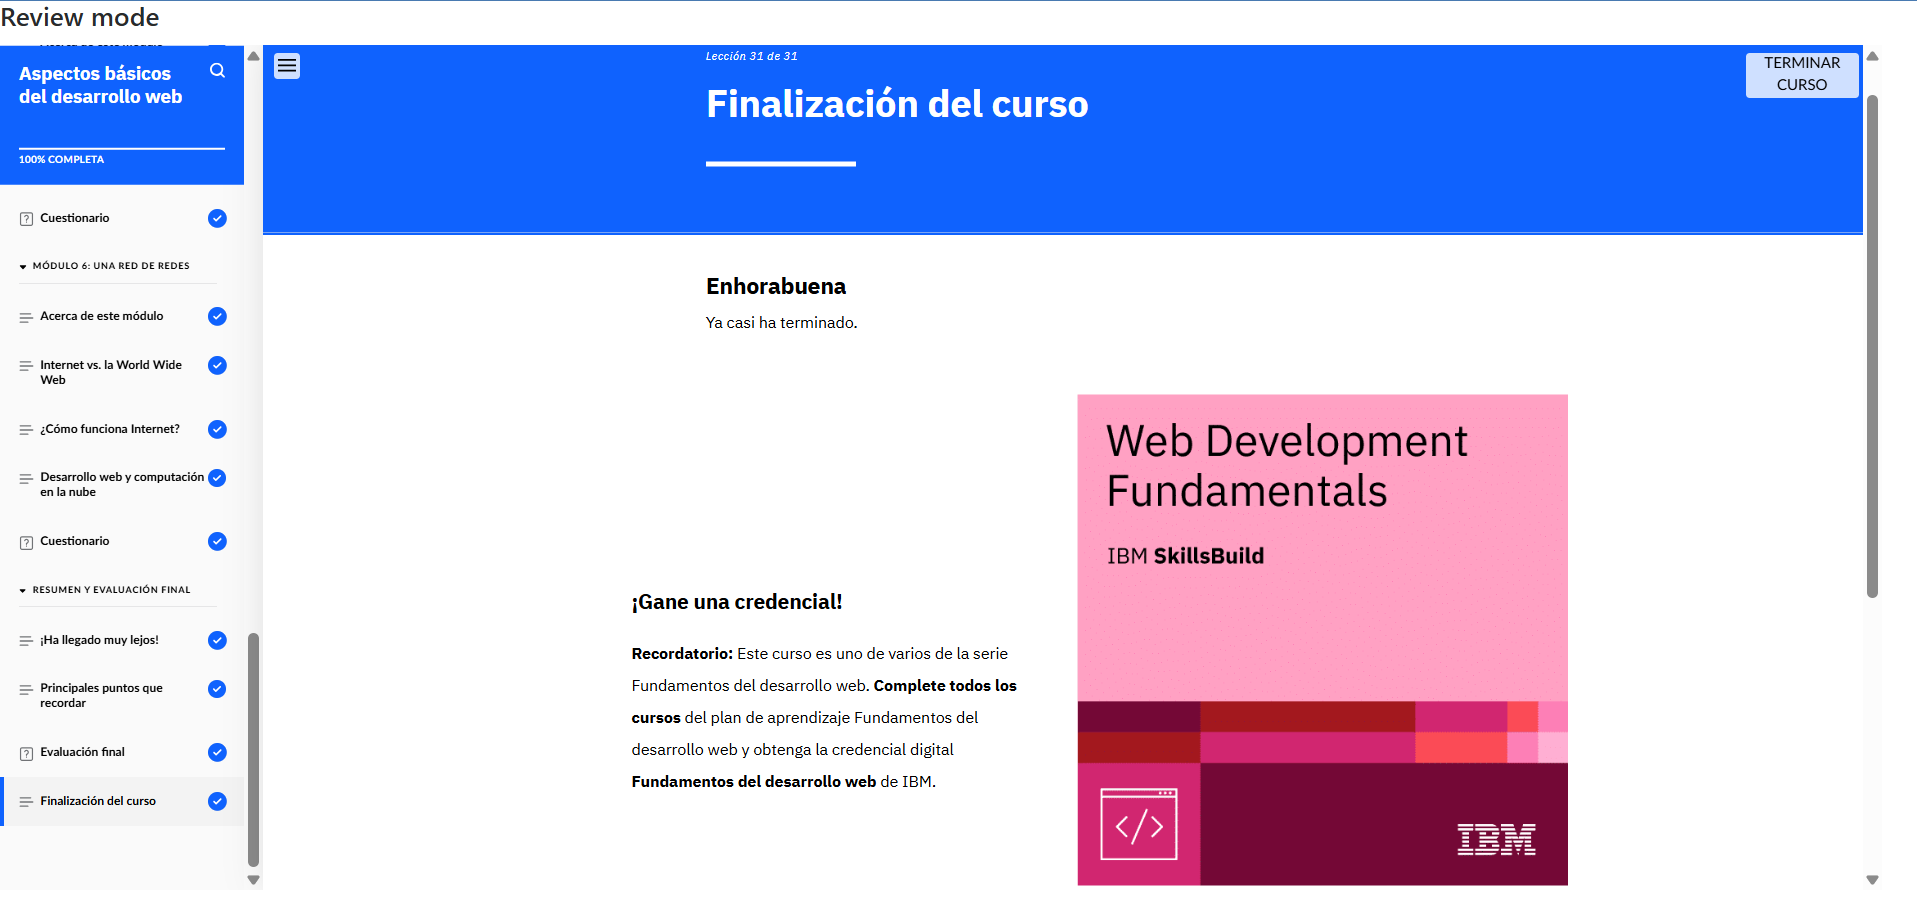 Review mode
Aspectos básicos
del desarrollo web
100% COMPLETA
Cuestionario
MÓDULO 6: UNA RED DE REDES
Acerca de este módulo
Internet vs. la World Wide
Web
¿Cómo funciona Internet?
Desarrollo web y computación
en la nube
Cuestionario
RESUMEN Y EVALUACIÓN FINAL
¡Ha llegado muy lejos!
Principales puntos que
recordar
Evaluación final
Finalización del curso
Lección 31 de 31
Finalización del curso
TERMINAR
CURSO
Enhorabuena
Ya casi ha terminado.
¡Gane una credencial!
Recordatorio: Este curso es uno de varios de la serie
Fundamentos del desarrollo web. Complete todos los
cursos del plan de aprendizaje Fundamentos del
desarrollo web y obtenga la credencial digital
Fundamentos del desarrollo web de IBM.
Web Development
Fundamentals
IBM SkillsBuild
</>
IBM